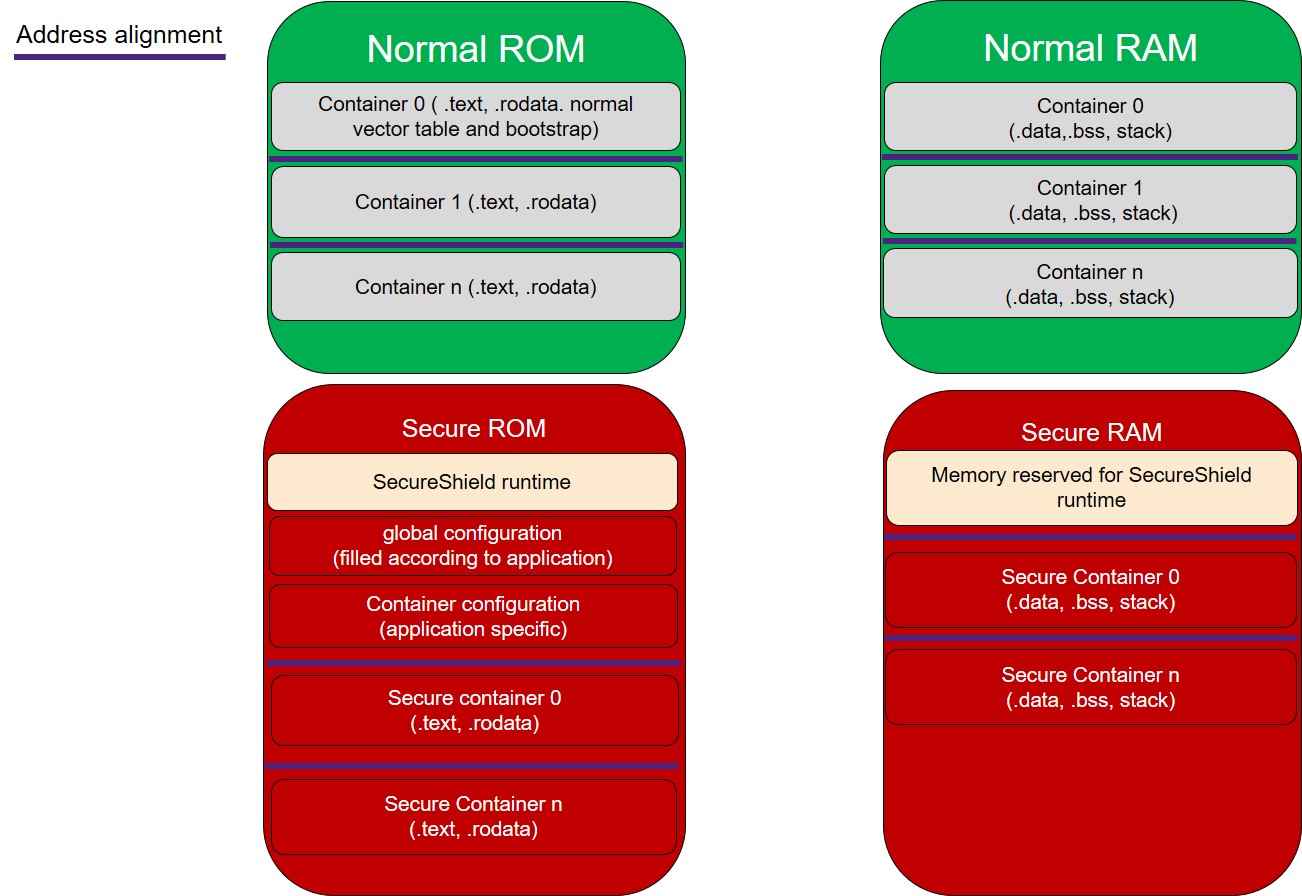 Address alignment
Normal ROM
Container 0 ( .text, .rodata. normal
vector table and bootstrap)
Container 1 (.text, .rodata)
Container n (.text, .rodata)
Normal RAM
Container 0
(.data,.bss, stack)
Container 1
(.data, .bss, stack)
Container n
(.data, .bss, stack)
Secure ROM
SecureShield runtime
global configuration
(filled according to application)
Container configuration
(application specific)
Secure container 0
(.text, .rodata)
Secure Container n
(.text, .rodata)
Secure RAM
Memory reserved for SecureShield
runtime
Secure Container 0
(.data, .bss, stack)
Secure Container n
(.data, .bss, stack)